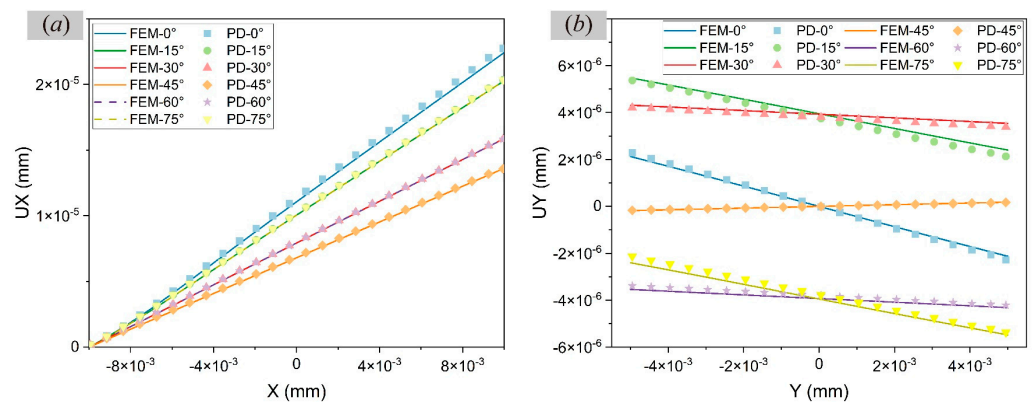 (a)
FEM-0° PD-0°
FEM-15° PD-15°
FEM-30° PD-30°
FEM-45° PD-45°
FEM-60° PD-60°
FEM-75° PD-75°
2×10⁻⁵
1×10⁻⁵
0
UX (mm)
-8×10⁻³ -4×10⁻³ 0 4×10⁻³ 8×10⁻³
X (mm)
(b)
FEM-0° PD-0° FEM-45° PD-45°
FEM-15° PD-15° FEM-60° PD-60°
FEM-30° PD-30° FEM-75° PD-75°
6×10⁻⁶
4×10⁻⁶
2×10⁻⁶
0
-2×10⁻⁶
-4×10⁻⁶
-6×10⁻⁶
UY (mm)
-4×10⁻³ -2×10⁻³ 0 2×10⁻³ 4×10⁻³
Y (mm)